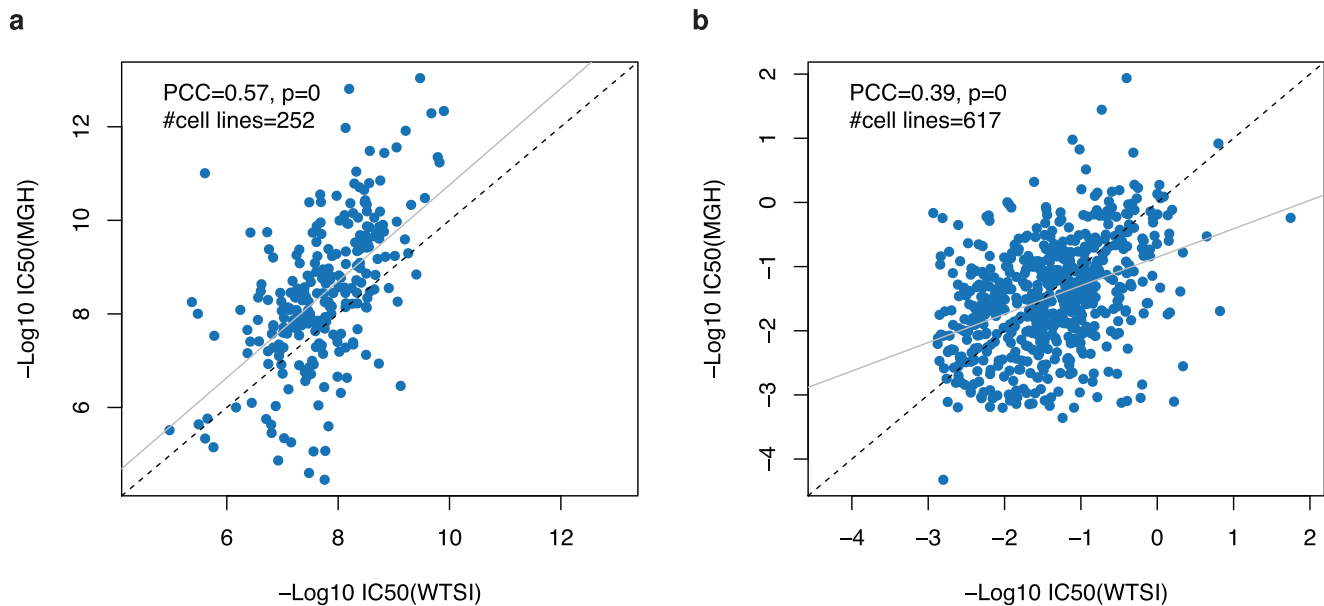 a
PCC=0.57, p=0
#cell lines=252
12
10
8
6
−Log10 IC50(MGH)
6 8 10 12
−Log10 IC50(WTSI)
b
PCC=0.39, p=0
#cell lines=617
2
1
0
−1
−2
−3
−4
−Log10 IC50(MGH)
−4 −3 −2 −1 0 1 2
−Log10 IC50(WTSI)